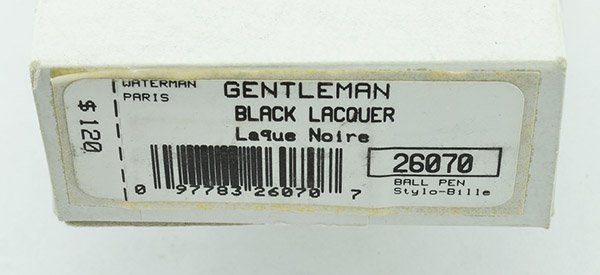 $120
WATERMAN
PARIS
GENTLEMAN
BLACK LACQUER
Laque Noire
0 97783 26070 7
26070
BALL PEN
Stylo-Bille